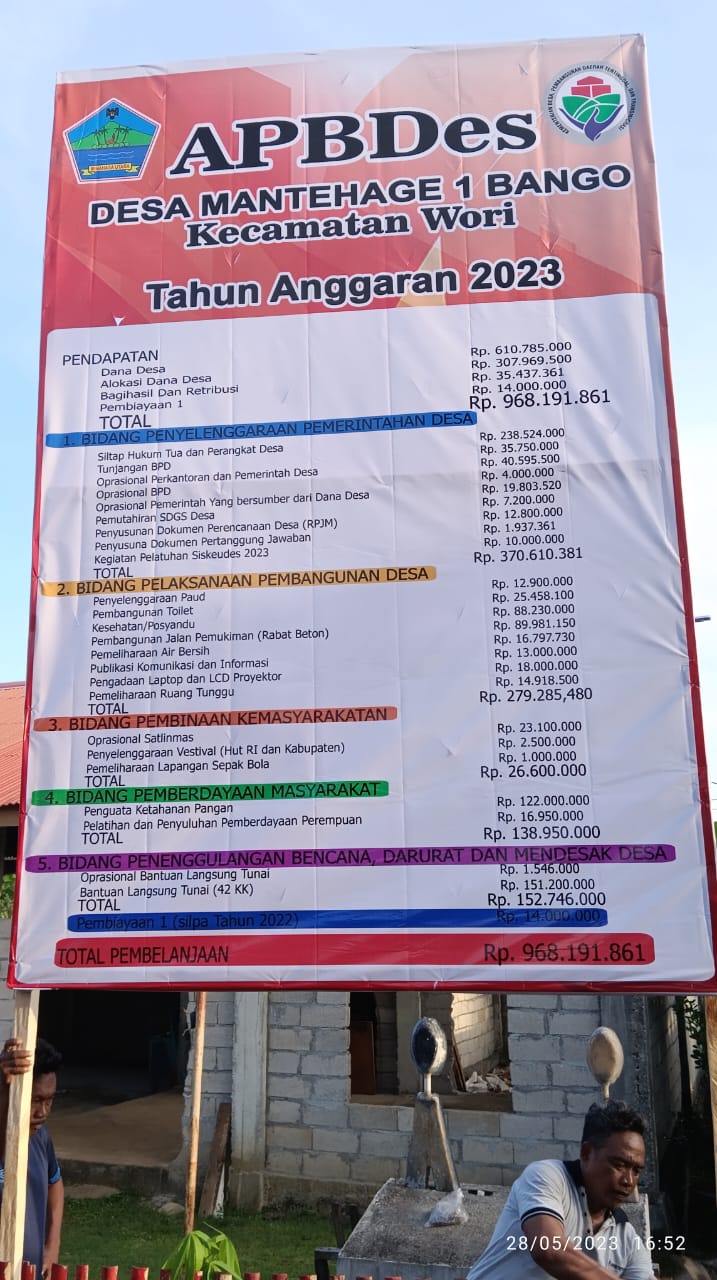 MINAHASA UTARA
KEMENTERIAN DESA, PEMBANGUNAN DAERAH TERTINGGAL, DAN TRANSMIGRASI
APBDes
DESA MANTEHAGE 1 BANGO
Kecamatan Wori
Tahun Anggaran 2023
PENDAPATAN
Dana Desa Rp. 610.785.000
Alokasi Dana Desa Rp. 307.969.500
Bagihasil Dan Retribusi Rp. 35.437.361
Pembiayaan 1 Rp. 14.000.000
TOTAL Rp. 968.191.861
1. BIDANG PENYELENGGARAAN PEMERINTAHAN DESA
Siltap Hukum Tua dan Perangkat Desa Rp. 238.524.000
Tunjangan BPD Rp. 35.750.000
Oprasional Perkantoran dan Pemerintah Desa Rp. 40.595.500
Oprasional BPD Rp. 4.000.000
Oprasional Pemerintah Yang bersumber dari Dana Desa Rp. 19.803.520
Pemutahiran SDGS Desa Rp. 7.200.000
Penyusunan Dokumen Perencanaan Desa (RPJM) Rp. 12.800.000
Penyusuna Dokumen Pertanggung Jawaban Rp. 1.937.361
Kegiatan Pelatuhan Siskeudes 2023 Rp. 10.000.000
TOTAL Rp. 370.610.381
2. BIDANG PELAKSANAAN PEMBANGUNAN DESA
Penyelenggaraan Paud Rp. 12.900.000
Pembangunan Toilet Rp. 25.458.100
Kesehatan/Posyandu Rp. 88.230.000
Pembangunan Jalan Pemukiman (Rabat Beton) Rp. 89.981.150
Pemeliharaan Air Bersih Rp. 16.797.730
Publikasi Komunikasi dan Informasi Rp. 13.000.000
Pengadaan Laptop dan LCD Proyektor Rp. 18.000.000
Pemeliharaan Ruang Tunggu Rp. 14.918.500
TOTAL Rp. 279.285,480
3. BIDANG PEMBINAAN KEMASYARAKATAN
Oprasional Satlinmas Rp. 23.100.000
Penyelenggaraan Vestival (Hut RI dan Kabupaten) Rp. 2.500.000
Pemeliharaan Lapangan Sepak Bola Rp. 1.000.000
TOTAL Rp. 26.600.000
4. BIDANG PEMBERDAYAAN MASYARAKAT
Penguata Ketahanan Pangan Rp. 122.000.000
Pelatihan dan Penyuluhan Pemberdayaan Perempuan Rp. 16.950.000
TOTAL Rp. 138.950.000
5. BIDANG PENENGGULANGAN BENCANA, DARURAT DAN MENDESAK DESA
Oprasional Bantuan Langsung Tunai Rp. 1.546.000
Bantuan Langsung Tunai (42 KK) Rp. 151.200.000
TOTAL Rp. 152.746.000
Pembiayaan 1 (silpa Tahun 2022) Rp. 14.000.000
TOTAL PEMBELANJAAN Rp. 968.191.861
28/05/2023 16:52